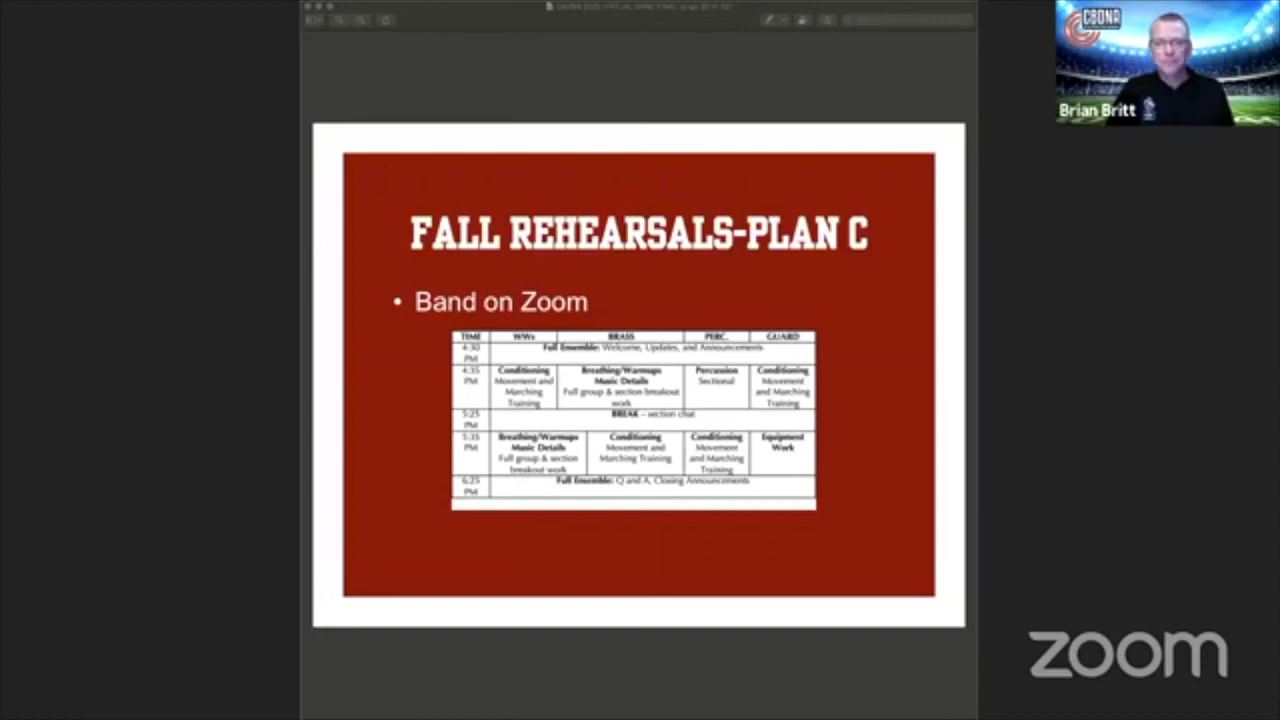 CBDNA
Brian Britt
FALL REHEARSALS-PLAN C
• Band on Zoom
TIME WWs BRASS PERC. GUARD
4:30 PM Full Ensemble: Welcome, Updates, and Announcements
4:35 PM
Conditioning
Movement and
Marching
Training
Breathing/Warmups
Music Details
Full group & section breakout
work
Percussion
Sectional
Conditioning
Movement
and Marching
Training
5:25 PM BREAK – section chat
5:35 PM
Breathing/Warmups
Music Details
Full group & section
breakout work
Conditioning
Movement and
Marching Training
Conditioning
Movement
and Marching
Training
Equipment
Work
6:25 PM Full Ensemble: Q and A, Closing Announcements
zoom